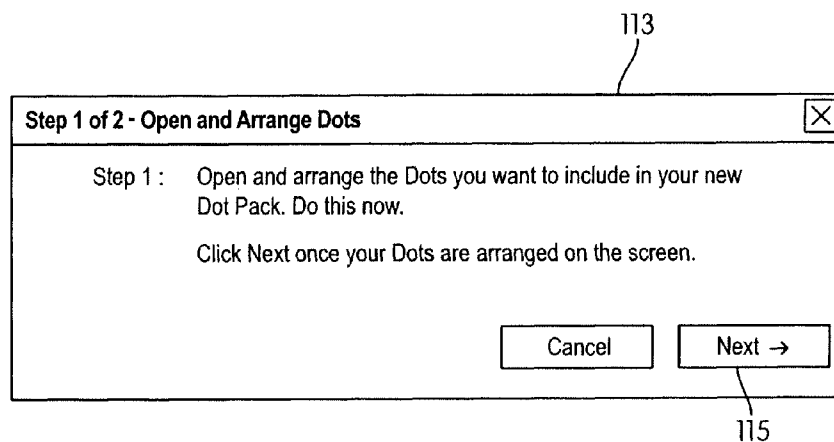 113
Step 1 of 2 - Open and Arrange Dots
Step 1 : Open and arrange the Dots you want to include in your new
Dot Pack. Do this now.
Click Next once your Dots are arranged on the screen.
Cancel Next →
115